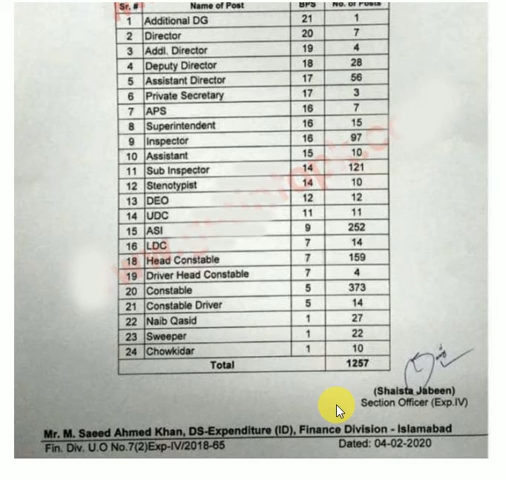 Sr. # Name of Post BPS No. of Posts
1 Additional DG 21 1
2 Director 20 7
3 Addl. Director 19 4
4 Deputy Director 18 28
5 Assistant Director 17 56
6 Private Secretary 17 3
7 APS 16 7
8 Superintendent 16 15
9 Inspector 16 97
10 Assistant 15 10
11 Sub Inspector 14 121
12 Stenotypist 14 10
13 DEO 12 12
14 UDC 11 11
15 ASI 9 252
16 LDC 7 14
18 Head Constable 7 159
19 Driver Head Constable 7 4
20 Constable 5 373
21 Constable Driver 5 14
22 Naib Qasid 1 27
23 Sweeper 1 22
24 Chowkidar 1 10
Total 1257
(Shaista Jabeen)
Section Officer (Exp.IV)
Mr. M. Saeed Ahmed Khan, DS-Expenditure (ID), Finance Division - Islamabad
Fin. Div. U.O No.7(2)Exp-IV/2018-65 Dated: 04-02-2020